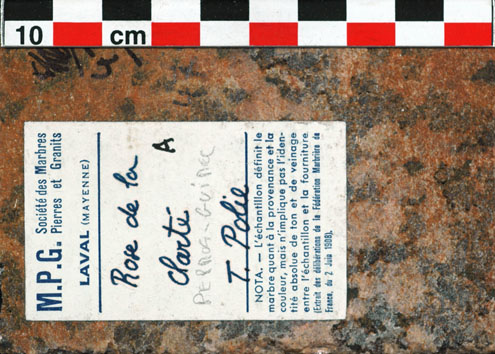 10 cm
M.P.G. Société des Marbres
Pierres et Granits
LAVAL (MAYENNE)
Rose de la
A
Clarté
PERROS-GUIREC
T. Polie
NOTA. — L'échantillon définit le
marbre quant à la provenance et la
couleur, mais n'implique pas l'iden-
tité absolue de ton et de veinage
entre l'échantillon et la fourniture
(Extrait des délibérations de la Fédération Marbrière de
France, du 2 Juin 1908).